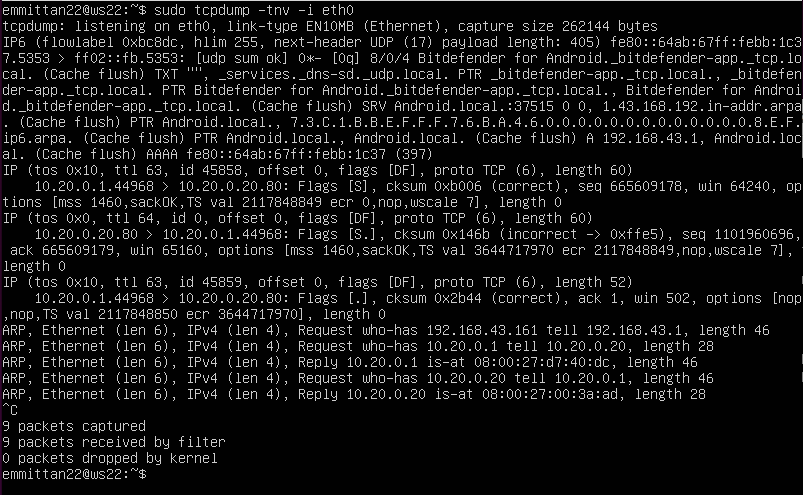 emmittan22@ws22:~$ sudo tcpdump -tnv -i eth0
tcpdump: listening on eth0, link-type EN10MB (Ethernet), capture size 262144 bytes
IP6 (flowlabel 0xbc8dc, hlim 255, next-header UDP (17) payload length: 405) fe80::64ab:67ff:febb:1c3
7.5353 > ff02::fb.5353: [udp sum ok] 0*- [0q] 8/0/4 Bitdefender for Android._bitdefender-app._tcp.lo
cal. (Cache flush) TXT "", _services._dns-sd._udp.local. PTR _bitdefender-app._tcp.local., _bitdefen
der-app._tcp.local. PTR Bitdefender for Android._bitdefender-app._tcp.local., Bitdefender for Androi
d._bitdefender-app._tcp.local. (Cache flush) SRV Android.local.:37515 0 0, 1.43.168.192.in-addr.arpa
. (Cache flush) PTR Android.local., 7.3.C.1.B.B.E.F.F.F.7.6.B.A.4.6.0.0.0.0.0.0.0.0.0.0.0.0.0.8.E.F.
ip6.arpa. (Cache flush) PTR Android.local., Android.local. (Cache flush) A 192.168.43.1, Android.loc
al. (Cache flush) AAAA fe80::64ab:67ff:febb:1c37 (397)
IP (tos 0x10, ttl 63, id 45858, offset 0, flags [DF], proto TCP (6), length 60)
    10.20.0.1.44968 > 10.20.0.20.80: Flags [S], cksum 0xb006 (correct), seq 665609178, win 64240, op
tions [mss 1460,sackOK,TS val 2117848849 ecr 0,nop,wscale 7], length 0
IP (tos 0x0, ttl 64, id 0, offset 0, flags [DF], proto TCP (6), length 60)
    10.20.0.20.80 > 10.20.0.1.44968: Flags [S.], cksum 0x146b (incorrect -> 0xffe5), seq 1101960696,
 ack 665609179, win 65160, options [mss 1460,sackOK,TS val 3644717970 ecr 2117848849,nop,wscale 7],
length 0
IP (tos 0x10, ttl 63, id 45859, offset 0, flags [DF], proto TCP (6), length 52)
    10.20.0.1.44968 > 10.20.0.20.80: Flags [.], cksum 0x2b44 (correct), ack 1, win 502, options [nop
,nop,TS val 2117848850 ecr 3644717970], length 0
ARP, Ethernet (len 6), IPv4 (len 4), Request who-has 192.168.43.161 tell 192.168.43.1, length 46
ARP, Ethernet (len 6), IPv4 (len 4), Request who-has 10.20.0.1 tell 10.20.0.20, length 28
ARP, Ethernet (len 6), IPv4 (len 4), Reply 10.20.0.1 is-at 08:00:27:d7:40:dc, length 46
ARP, Ethernet (len 6), IPv4 (len 4), Request who-has 10.20.0.20 tell 10.20.0.1, length 46
ARP, Ethernet (len 6), IPv4 (len 4), Reply 10.20.0.20 is-at 08:00:27:00:3a:ad, length 28
^C
9 packets captured
9 packets received by filter
0 packets dropped by kernel
emmittan22@ws22:~$